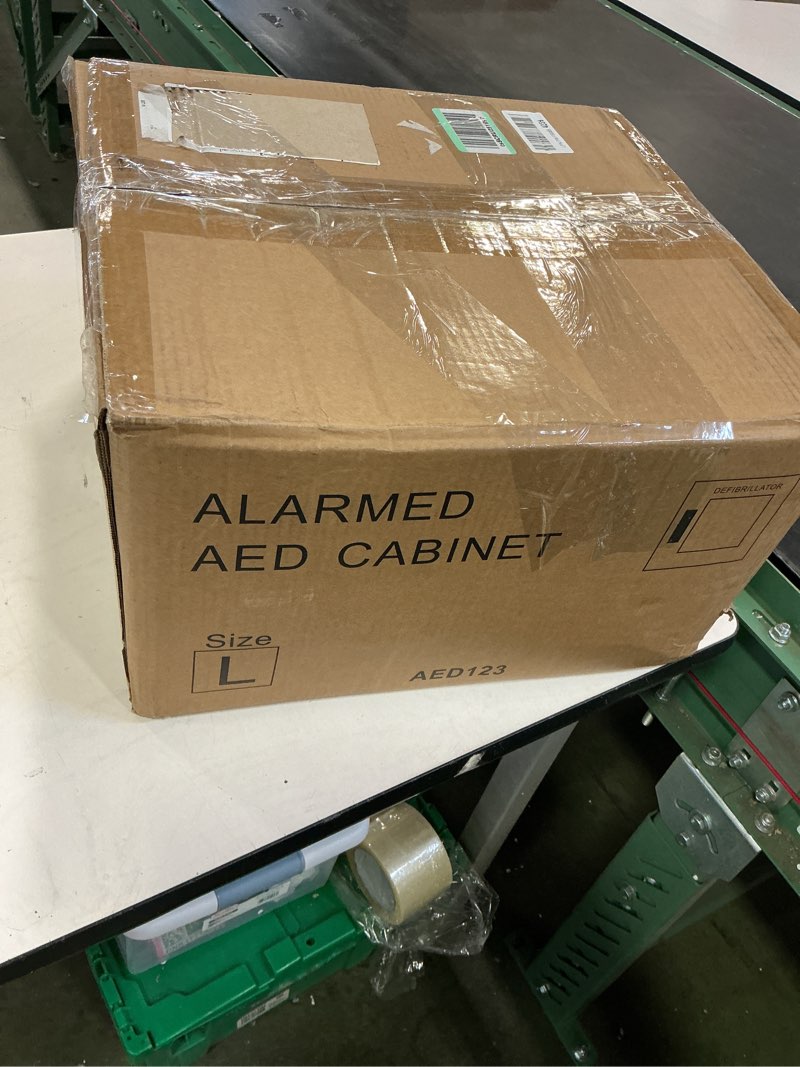 ALARMED
AED CABINET
DEFIBRILLATOR
Size
L
AED123